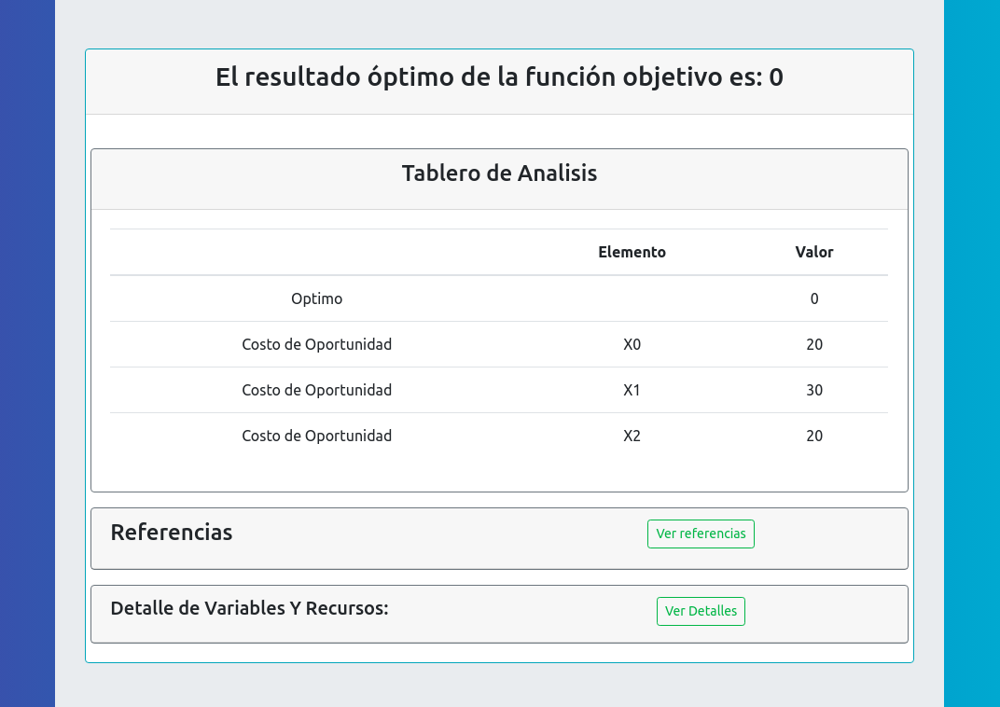 El resultado óptimo de la función objetivo es: 0
Tablero de Analisis
Elemento Valor
Optimo 0
Costo de Oportunidad X0 20
Costo de Oportunidad X1 30
Costo de Oportunidad X2 20
Referencias Ver referencias
Detalle de Variables Y Recursos: Ver Detalles